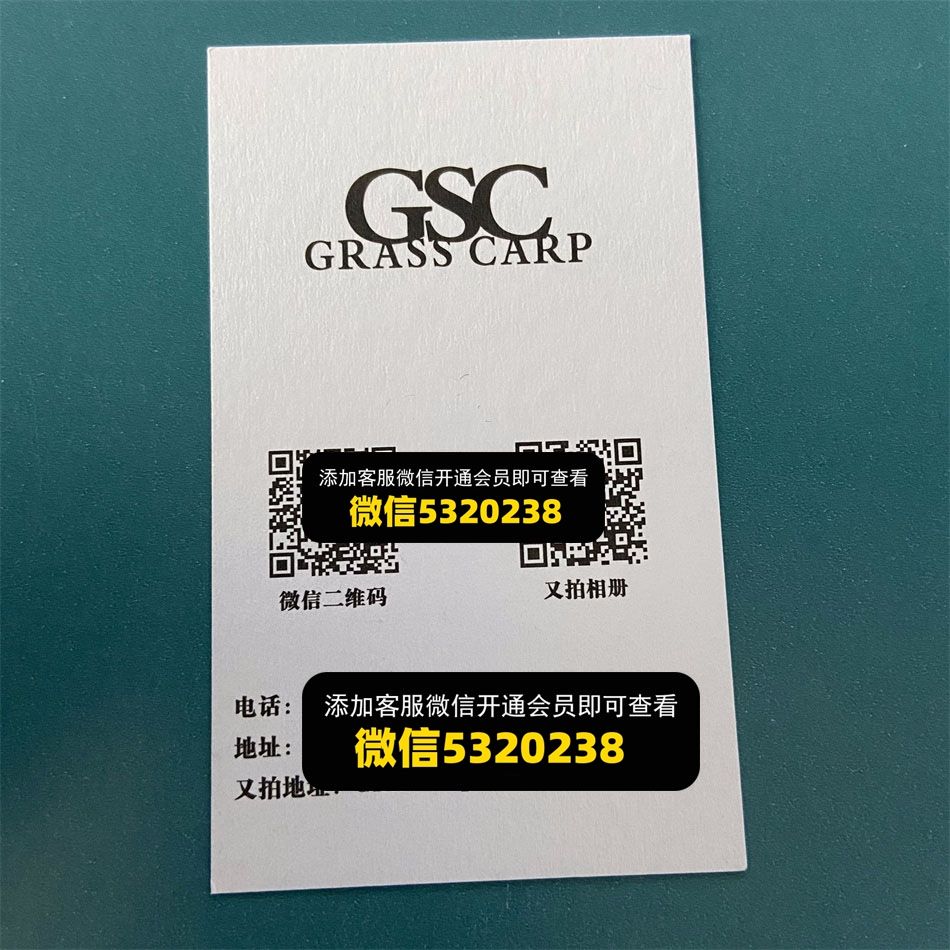 GSC
GRASS CARP
添加客服微信开通会员即可查看
微信5320238
微信二维码
又拍相册
电话：
添加客服微信开通会员即可查看
地址：
微信5320238
又拍地址：